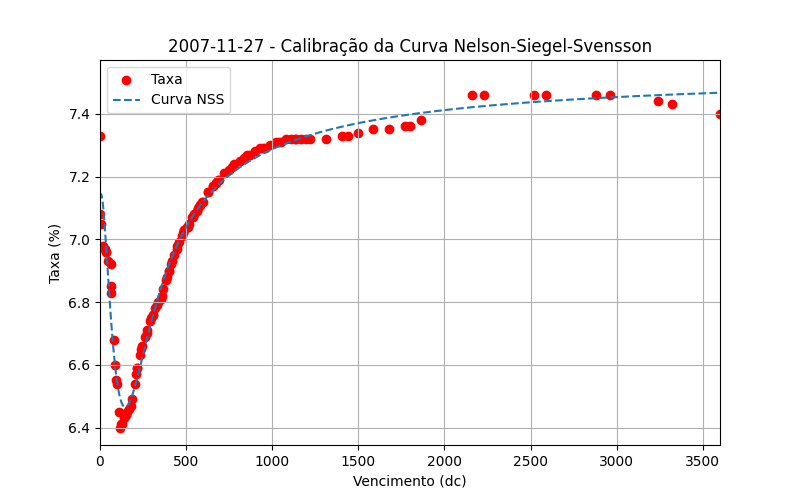 2007-11-27 - Calibração da Curva Nelson-Siegel-Svensson
Taxa
Curva NSS
Taxa (%)
7.4
7.2
7.0
6.8
6.6
6.4
0 500 1000 1500 2000 2500 3000 3500
Vencimento (dc)